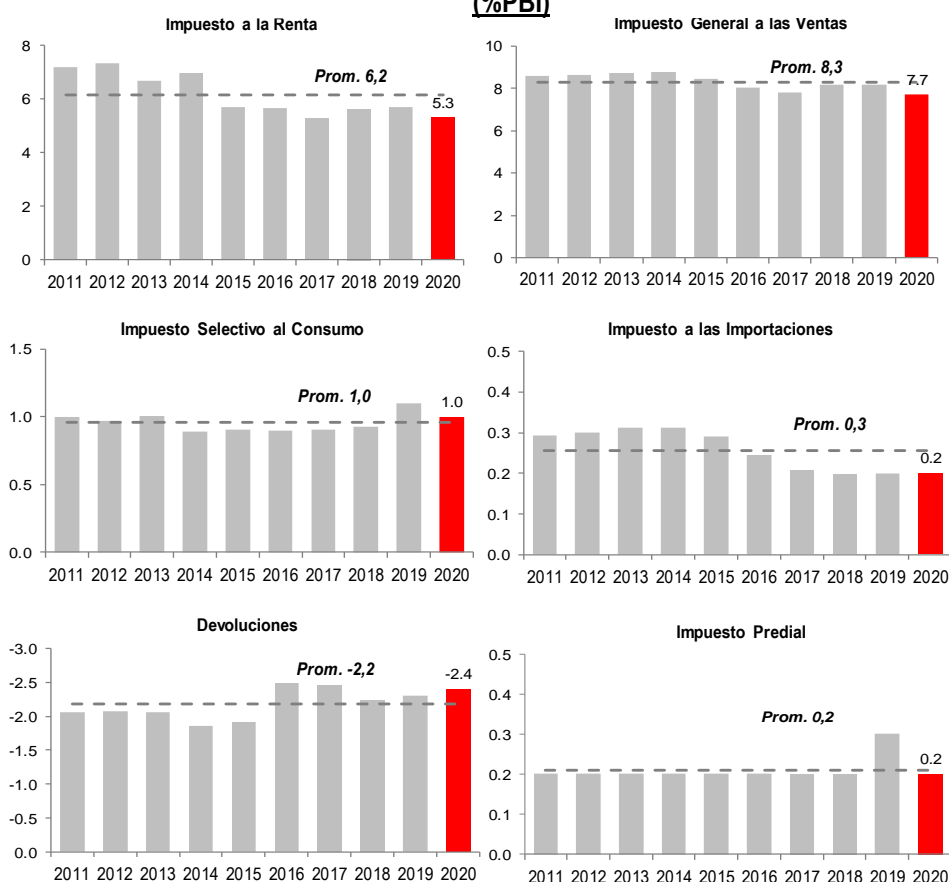 (%PBI)
Impuesto a la Renta
8
6
4
2
0
Prom. 6,2
5.3
2011 2012 2013 2014 2015 2016 2017 2018 2019 2020
Impuesto General a las Ventas
10
8
6
4
2
0
Prom. 8,3
7.7
2011 2012 2013 2014 2015 2016 2017 2018 2019 2020
Impuesto Selectivo al Consumo
1.5
1.0
0.5
0.0
Prom. 1,0
1.0
2011 2012 2013 2014 2015 2016 2017 2018 2019 2020
Impuesto a las Importaciones
0.5
0.4
0.3
0.2
0.1
0.0
Prom. 0,3
0.2
2011 2012 2013 2014 2015 2016 2017 2018 2019 2020
Devoluciones
-3.0
-2.5
-2.0
-1.5
-1.0
-0.5
0.0
Prom. -2,2
-2.4
2011 2012 2013 2014 2015 2016 2017 2018 2019 2020
Impuesto Predial
0.5
0.4
0.3
0.2
0.1
0.0
Prom. 0,2
0.2
2011 2012 2013 2014 2015 2016 2017 2018 2019 2020